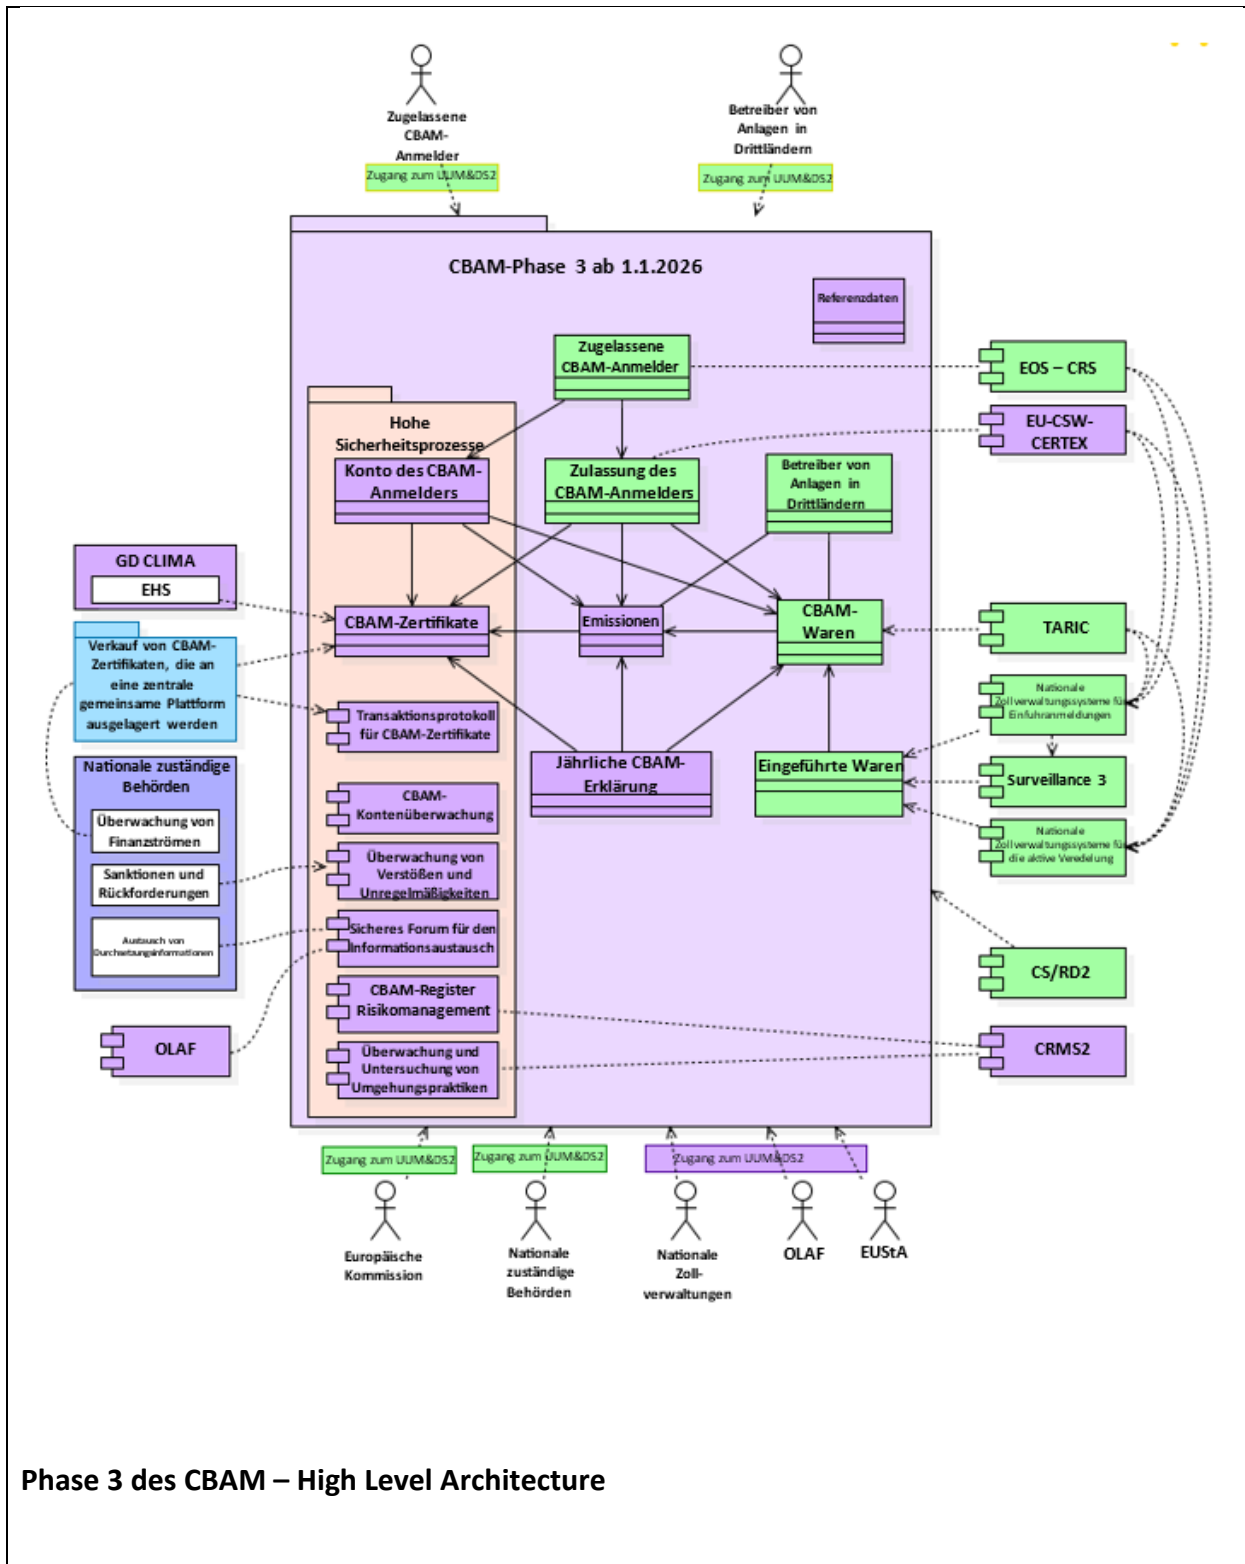 Zugelassene
CBAM-
Anmelder
Zugang zum UUM&DS2
Betreiber von
Anlagen in
Drittländern
Zugang zum UUM&DS2
CBAM-Phase 3 ab 1.1.2026
Referenzdaten
Zugelassene
CBAM-Anmelder
Hohe
Sicherheitsprozesse
Konto des CBAM-
Anmelders
Zulassung des
CBAM-Anmelders
Betreiber von
Anlagen in
Drittländern
EOS – CRS
EU-CSW-
CERTEX
GD CLIMA
EHS
CBAM-Zertifikate
Emissionen
CBAM-
Waren
TARIC
Verkauf von CBAM-
Zertifikaten, die an
eine zentrale
gemeinsame Plattform
ausgelagert werden
Transaktionsprotokoll
für CBAM-Zertifikate
Nationale
Zollverwaltungssysteme für
Einfuhranmeldungen
Jährliche CBAM-
Erklärung
Eingeführte Waren
Surveillance 3
Nationale zuständige
Behörden
Überwachung von
Finanzströmen
Sanktionen und
Rückforderungen
Austausch von
Durchsetzungsinformationen
CBAM-
Kontenüberwachung
Überwachung von
Verstößen und
Unregelmäßigkeiten
Nationale
Zollverwaltungssysteme für
die aktive Veredelung
Sicheres Forum für den
Informationsaustausch
CS/RD2
CBAM-Register
Risikomanagement
OLAF
Überwachung und
Untersuchung von
Umgehungspraktiken
CRMS2
Zugang zum UUM&DS2
Zugang zum UUM&DS2
Zugang zum UUM&DS2
Europäische
Kommission
Nationale
zuständige
Behörden
Nationale
Zoll-
verwaltungen
OLAF
EUStA
Phase 3 des CBAM – High Level Architecture